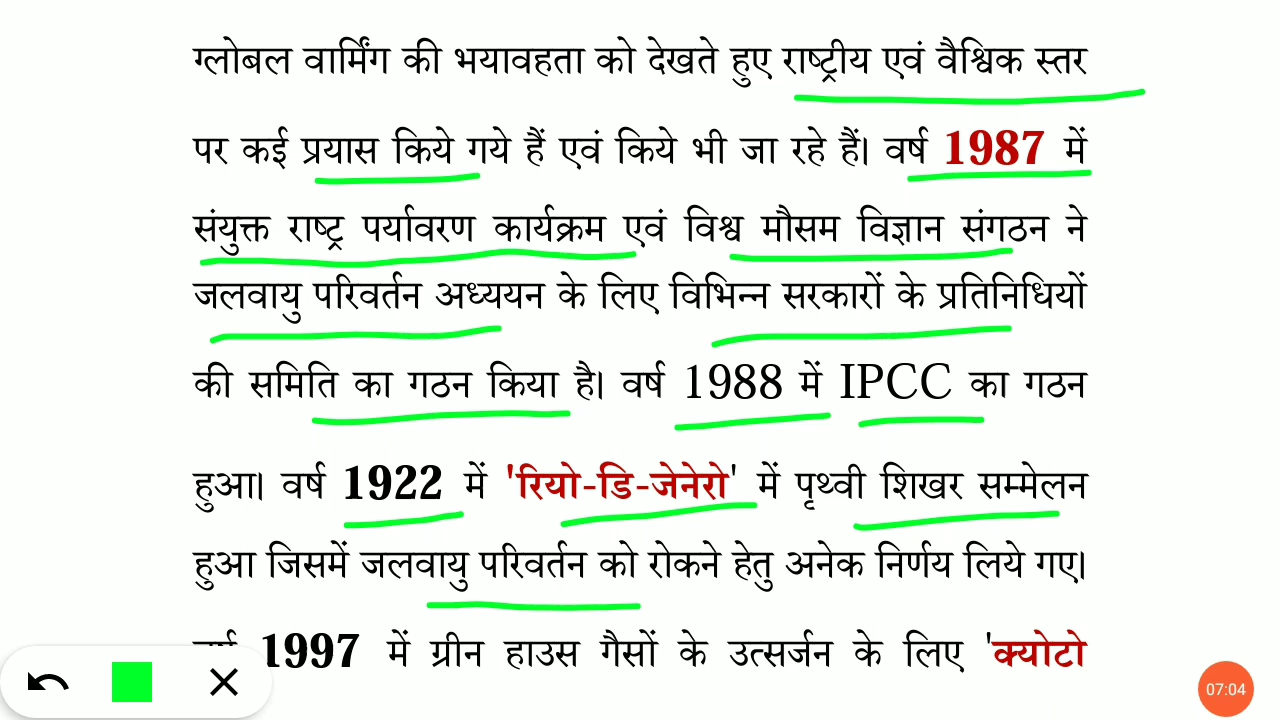 ग्लोबल वार्मिंग की भयावहता को देखते हुए राष्ट्रीय एवं वैश्विक स्तर
पर कई प्रयास किये गये हैं एवं किये भी जा रहे हैं। वर्ष 1987 में
संयुक्त राष्ट्र पर्यावरण कार्यक्रम एवं विश्व मौसम विज्ञान संगठन ने
जलवायु परिवर्तन अध्ययन के लिए विभिन्न सरकारों के प्रतिनिधियों
की समिति का गठन किया है। वर्ष 1988 में IPCC का गठन
हुआ। वर्ष 1922 में 'रियो-डि-जेनेरो' में पृथ्वी शिखर सम्मेलन
हुआ जिसमें जलवायु परिवर्तन को रोकने हेतु अनेक निर्णय लिये गए।
वर्ष 1997 में ग्रीन हाउस गैसों के उत्सर्जन के लिए 'क्योटो
07:04